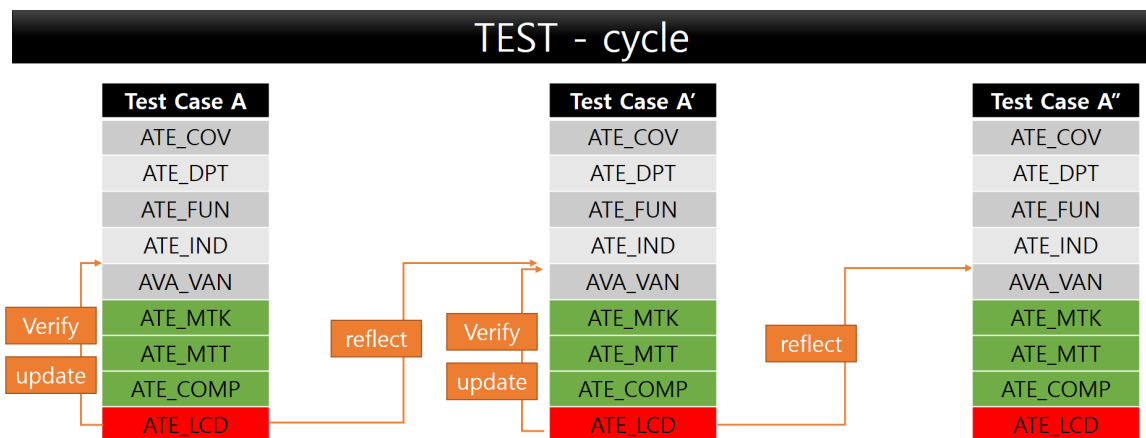 TEST - cycle
Test Case A
ATE_COV
ATE_DPT
ATE_FUN
ATE_IND
AVA_VAN
ATE_MTK
ATE_MTT
ATE_COMP
ATE_LCD
Verify
update
reflect
Test Case A′
ATE_COV
ATE_DPT
ATE_FUN
ATE_IND
AVA_VAN
ATE_MTK
ATE_MTT
ATE_COMP
ATE_LCD
Verify
update
reflect
Test Case A″
ATE_COV
ATE_DPT
ATE_FUN
ATE_IND
AVA_VAN
ATE_MTK
ATE_MTT
ATE_COMP
ATE_LCD